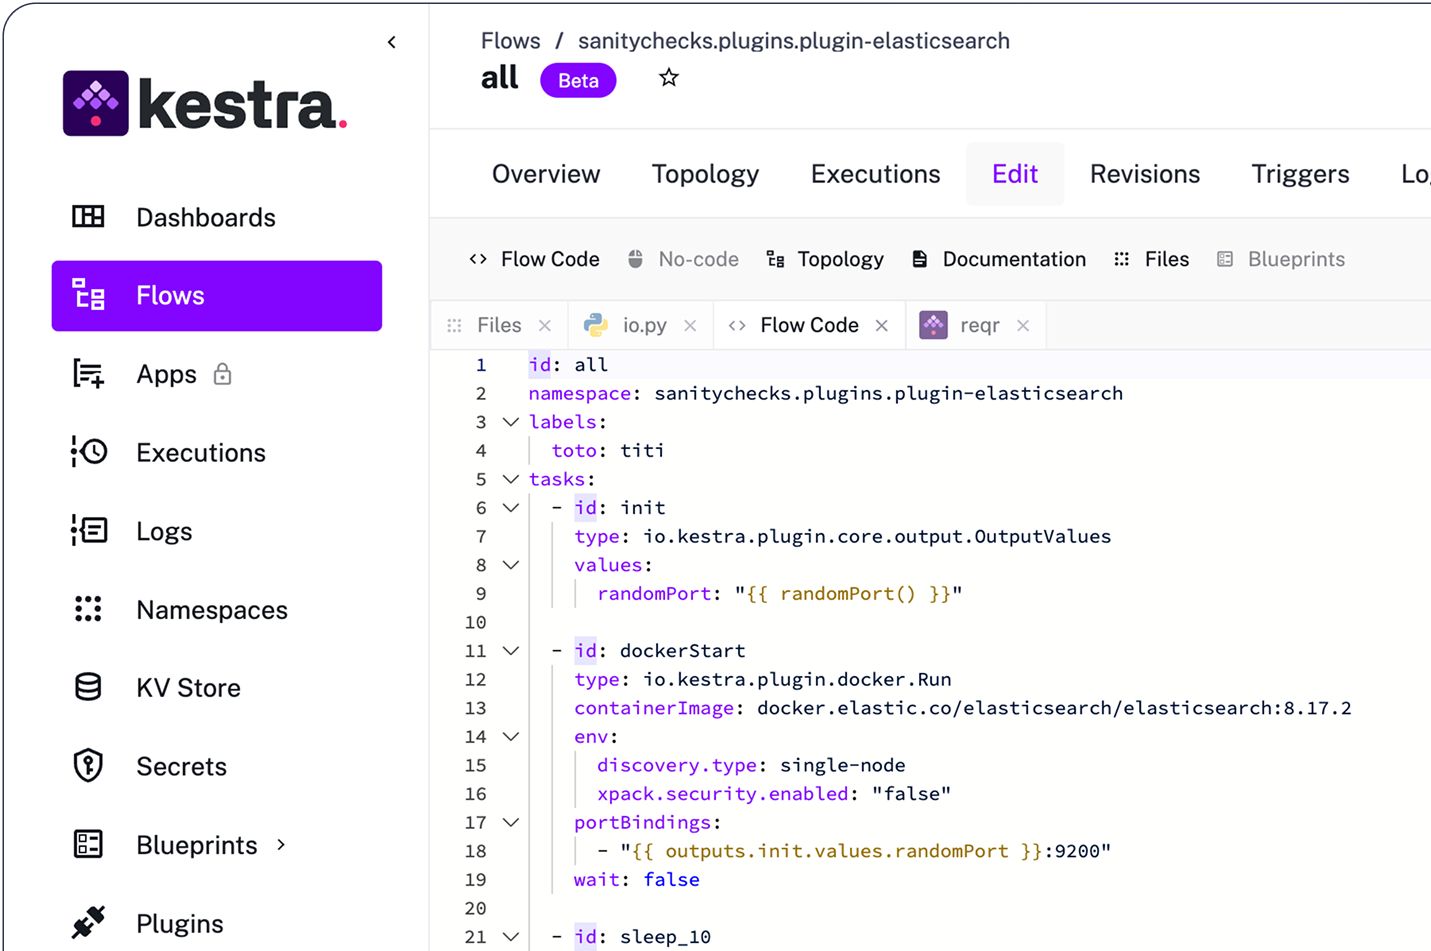 kestra.
Dashboards
Flows
Apps
Executions
Logs
Namespaces
KV Store
Secrets
Blueprints
Plugins
Flows / sanitychecks.plugins.plugin-elasticsearch
all Beta
Overview Topology Executions Edit Revisions Triggers
<> Flow Code No-code Topology Documentation Files Blueprints
Files io.py <> Flow Code reqr
1 id: all
2 namespace: sanitychecks.plugins.plugin-elasticsearch
3 labels:
4 toto: titi
5 tasks:
6 - id: init
7 type: io.kestra.plugin.core.output.OutputValues
8 values:
9 randomPort: "{{ randomPort() }}"
10
11 - id: dockerStart
12 type: io.kestra.plugin.docker.Run
13 containerImage: docker.elastic.co/elasticsearch/elasticsearch:8.17.2
14 env:
15 discovery.type: single-node
16 xpack.security.enabled: "false"
17 portBindings:
18 - "{{ outputs.init.values.randomPort }}:9200"
19 wait: false
20
21 - id: sleep_10